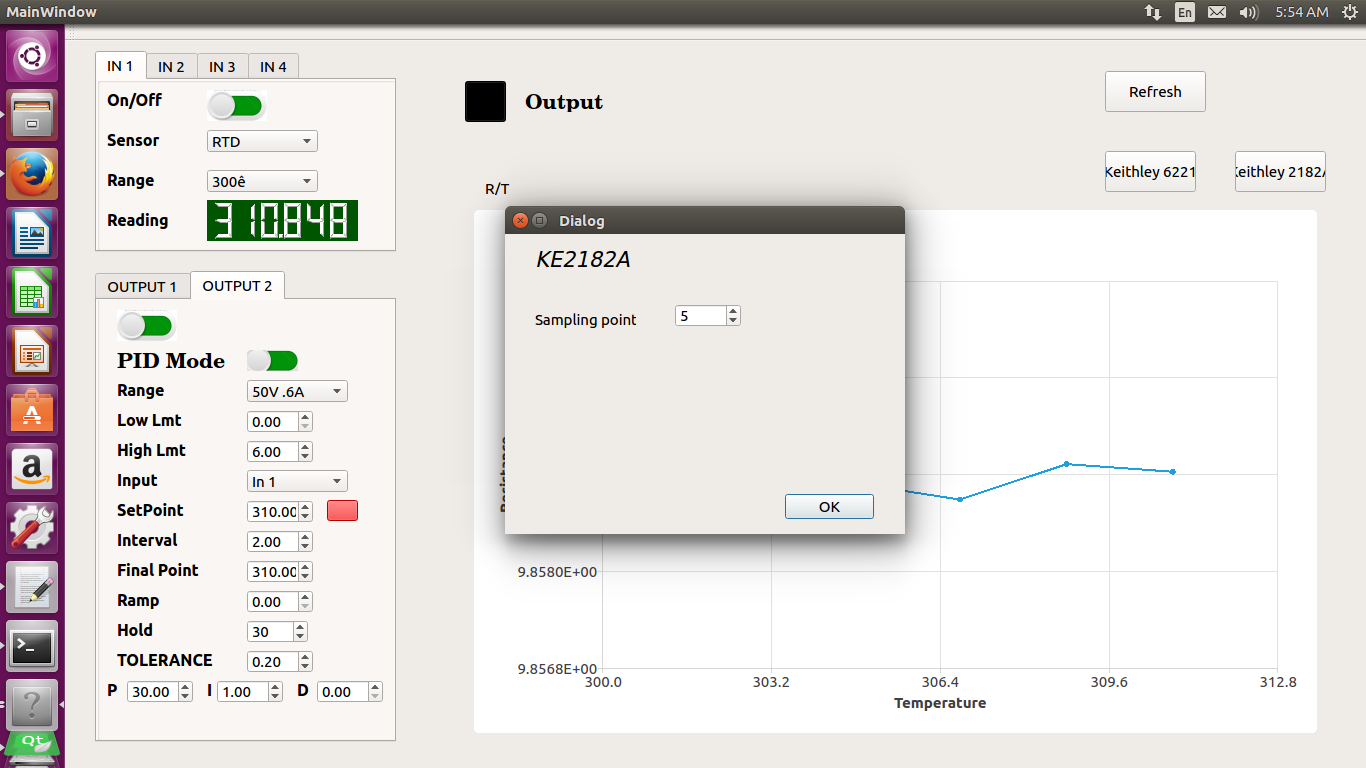 MainWindow
En
5:54 AM
IN 1 IN 2 IN 3 IN 4
On/Off
Sensor RTD
Range 300ê
Reading 310.848
OUTPUT 1 OUTPUT 2
PID Mode
Range 50V .6A
Low Lmt 0.00
High Lmt 6.00
Input In 1
SetPoint 310.00
Interval 2.00
Final Point 310.00
Ramp 0.00
Hold 30
TOLERANCE 0.20
P 30.00 I 1.00 D 0.00
Output
Refresh
Keithley 6221 Keithley 2182A
R/T
Dialog
KE2182A
Sampling point 5
OK
Resistance
9.8580E+00
9.8568E+00
300.0 303.2 306.4 309.6 312.8
Temperature
a
Qt